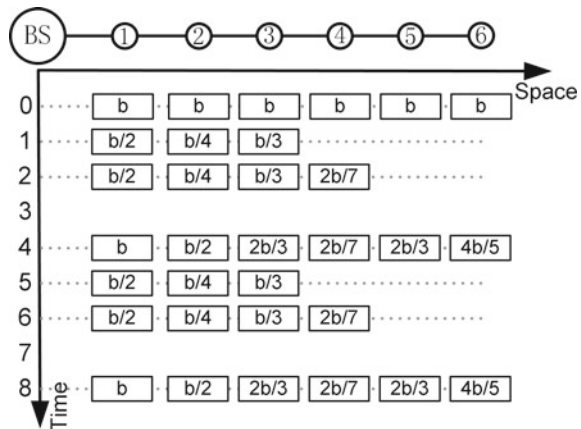 BS 1 2 3 4 5 6
Space
0 b b b b b b
1 b/2 b/4 b/3
2 b/2 b/4 b/3 2b/7
3
4 b b/2 2b/3 2b/7 2b/3 4b/5
5 b/2 b/4 b/3
6 b/2 b/4 b/3 2b/7
7
8 b b/2 2b/3 2b/7 2b/3 4b/5
Time